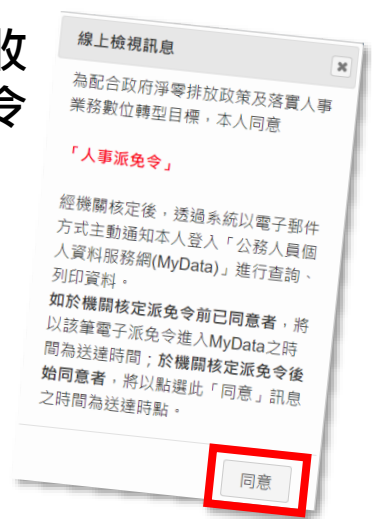 收
令
線上檢視訊息
為配合政府淨零排放政策及落實人事
業務數位轉型目標，本人同意
「人事派免令」
經機關核定後，透過系統以電子郵件
方式主動通知本人登入「公務人員個
人資料服務網(MyData)」進行查詢、
列印資料。
如於機關核定派免令前已同意者，將
以該筆電子派免令進入MyData之時
間為送達時間；於機關核定派免令後
始同意者，將以點選此「同意」訊息
之時間為送達時點。
同意